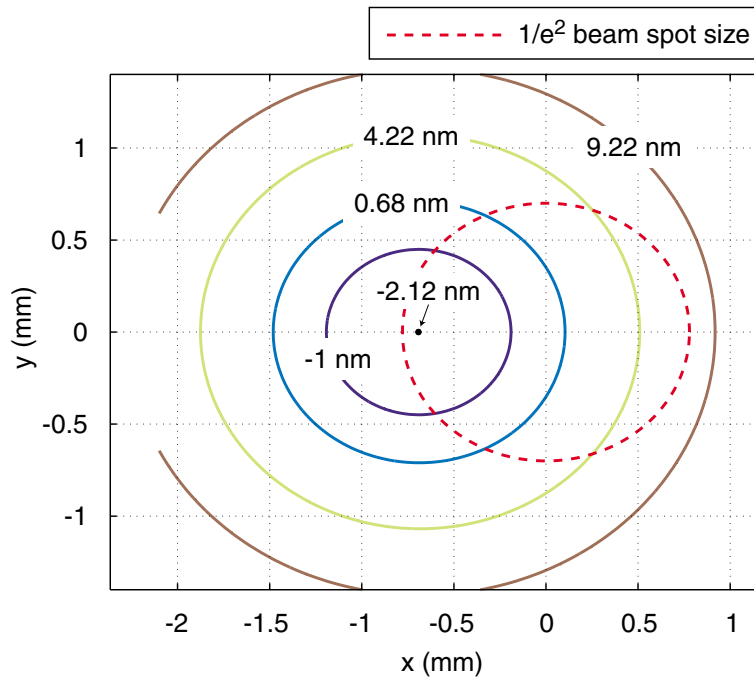 1/e² beam spot size
4.22 nm
9.22 nm
0.68 nm
-2.12 nm
-1 nm
1
0.5
0
-0.5
-1
y (mm)
-2 -1.5 -1 -0.5 0 0.5 1
x (mm)